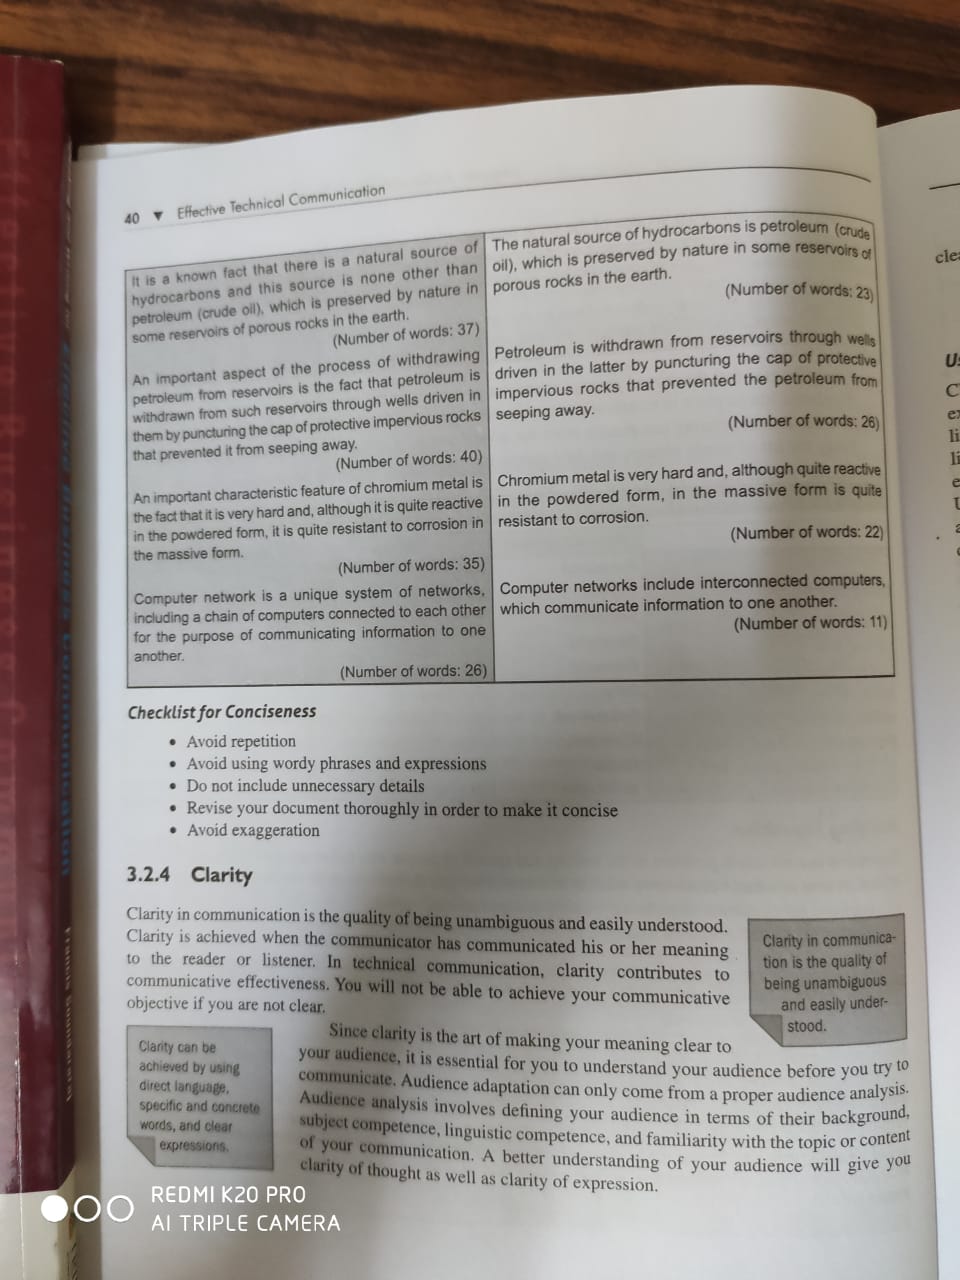 40 ▼ Effective Technical Communication
It is a known fact that there is a natural source of
hydrocarbons and this source is none other than
petroleum (crude oil), which is preserved by nature in
some reservoirs of porous rocks in the earth.
(Number of words: 37)
An important aspect of the process of withdrawing
petroleum from reservoirs is the fact that petroleum is
withdrawn from such reservoirs through wells driven in
them by puncturing the cap of protective impervious rocks
that prevented it from seeping away.
(Number of words: 40)
An important characteristic feature of chromium metal is
the fact that it is very hard and, although it is quite reactive
in the powdered form, it is quite resistant to corrosion in
the massive form.
(Number of words: 35)
Computer network is a unique system of networks,
including a chain of computers connected to each other
for the purpose of communicating information to one
another.
(Number of words: 26)
The natural source of hydrocarbons is petroleum (crude
oil), which is preserved by nature in some reservoirs of
porous rocks in the earth.
(Number of words: 23)
Petroleum is withdrawn from reservoirs through wells
driven in the latter by puncturing the cap of protective
impervious rocks that prevented the petroleum from
seeping away.
(Number of words: 26)
Chromium metal is very hard and, although quite reactive
in the powdered form, in the massive form is quite
resistant to corrosion.
(Number of words: 22)
Computer networks include interconnected computers,
which communicate information to one another.
(Number of words: 11)
Checklist for Conciseness
• Avoid repetition
• Avoid using wordy phrases and expressions
• Do not include unnecessary details
• Revise your document thoroughly in order to make it concise
• Avoid exaggeration
3.2.4 Clarity
Clarity in communication is the quality of being unambiguous and easily understood.
Clarity is achieved when the communicator has communicated his or her meaning
to the reader or listener. In technical communication, clarity contributes to
communicative effectiveness. You will not be able to achieve your communicative
objective if you are not clear.
Clarity in communica-
tion is the quality of
being unambiguous
and easily under-
stood.
Since clarity is the art of making your meaning clear to
your audience, it is essential for you to understand your audience before you try to
communicate. Audience adaptation can only come from a proper audience analysis.
Audience analysis involves defining your audience in terms of their background,
subject competence, linguistic competence, and familiarity with the topic or content
of your communication. A better understanding of your audience will give you
clarity of thought as well as clarity of expression.
Clarity can be
achieved by using
direct language,
specific and concrete
words, and clear
expressions.
REDMI K20 PRO
AI TRIPLE CAMERA